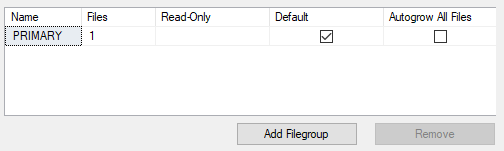 Name Files Read-Only Default Autogrow All Files
PRIMARY 1
Add Filegroup Remove